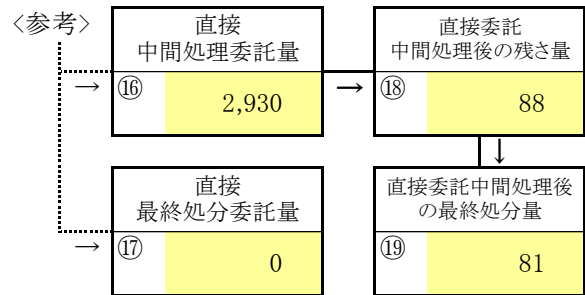 〈参考〉
直接
中間処理委託量
→
⑯
2,930
→
直接委託
中間処理後の残さ量
⑱
88
↓
直接
最終処分委託量
→
⑰
0
直接委託中間処理後
の最終処分量
⑲
81